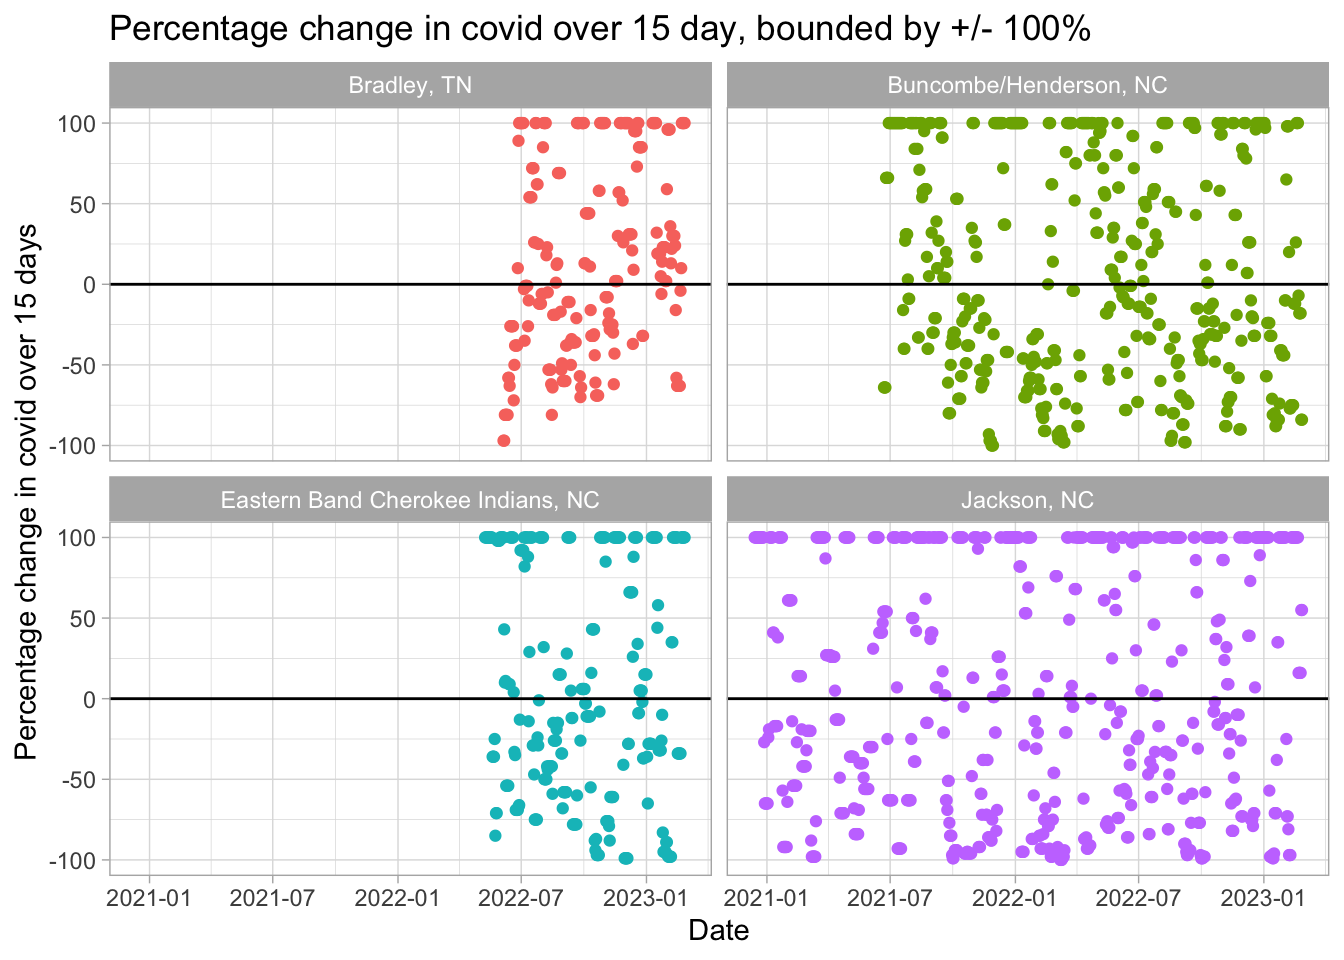 Percentage change in covid over 15 day, bounded by +/- 100%
Bradley, TN
Buncombe/Henderson, NC
100
50
0
-50
-100
Eastern Band Cherokee Indians, NC
Jackson, NC
100
50
0
-50
-100
Percentage change in covid over 15 days
2021-01 2021-07 2022-01 2022-07 2023-01
2021-01 2021-07 2022-01 2022-07 2023-01
Date